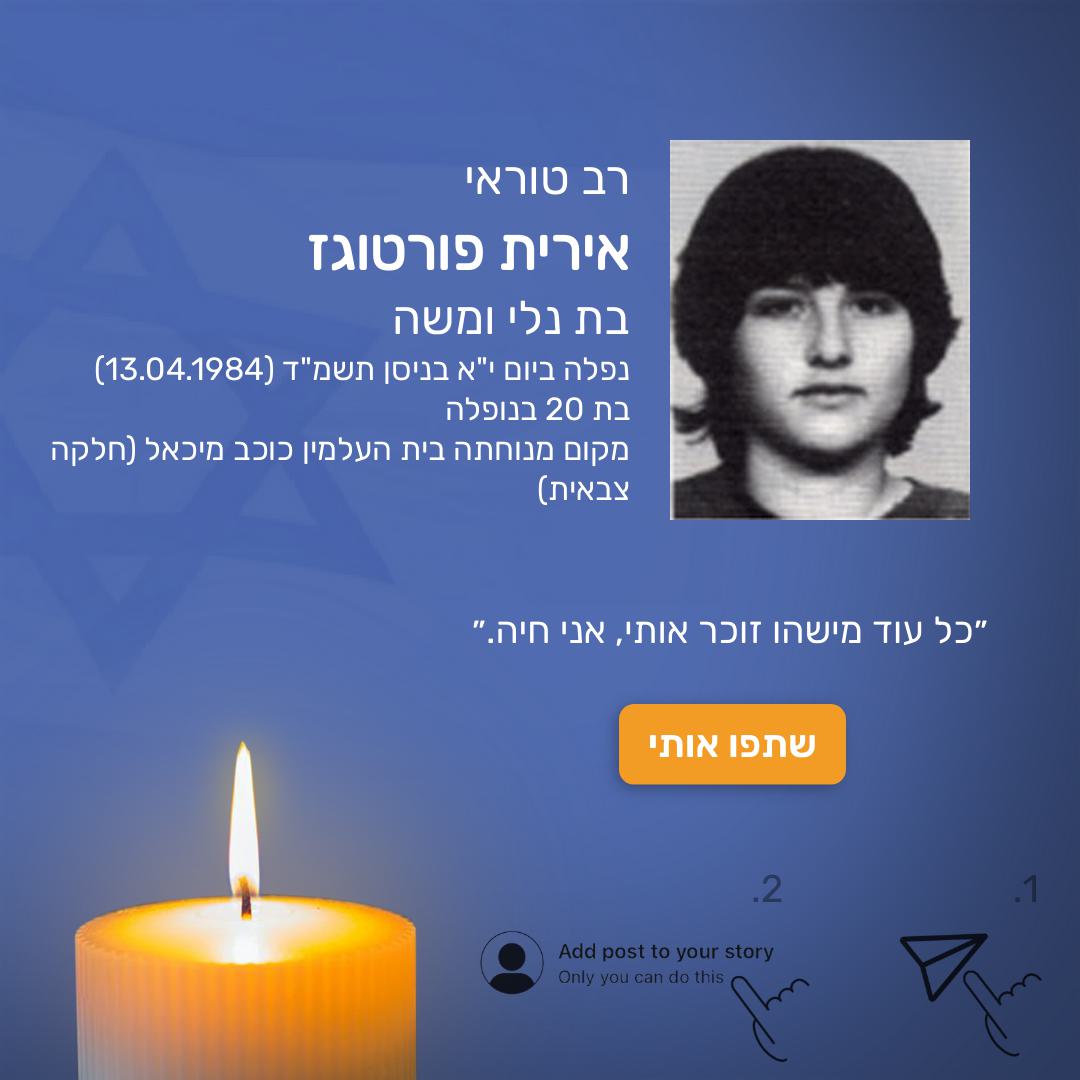 רב טוראי
אירית פורטוגז
בת נלי ומשה
נפלה ביום י"א בניסן תשמ"ד (13.04.1984)
בת 20 בנופלה
מקום מנוחתה בית העלמין כוכב מיכאל (חלקה
צבאית)
״כל עוד מישהו זוכר אותי, אני חיה.״
שתפו אותי
.1
.2
Add post to your story
Only you can do this